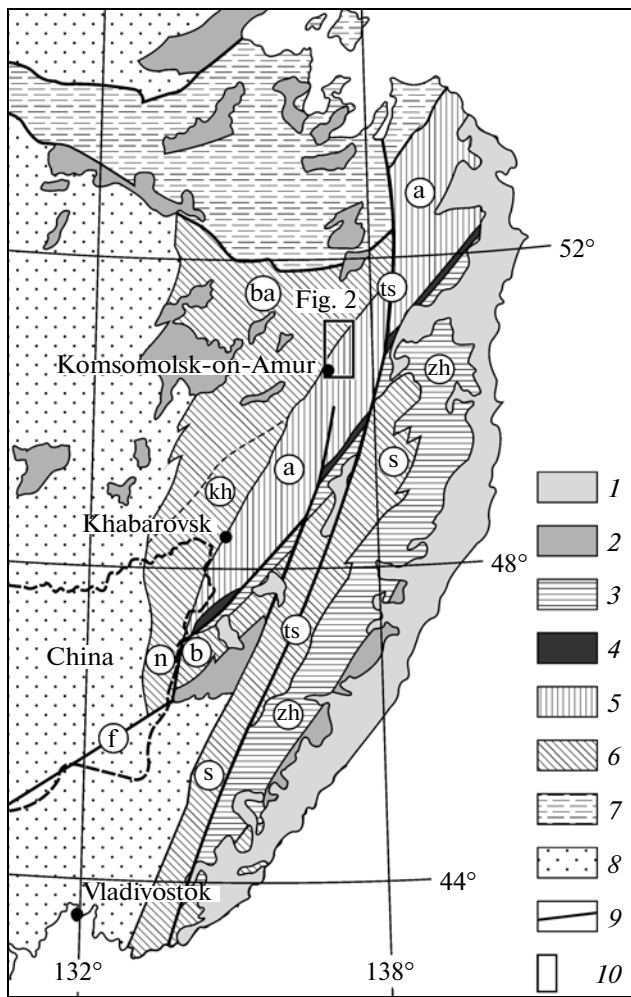 a
52°
ba
ts
Fig. 2
Komsomolsk-on-Amur
zh
s
a
kh
1
Khabarovsk
2
48°
3
ts
China
n
b
4
zh
5
f
6
s
7
8
44°
Vladivostok
9
132°
138°
10